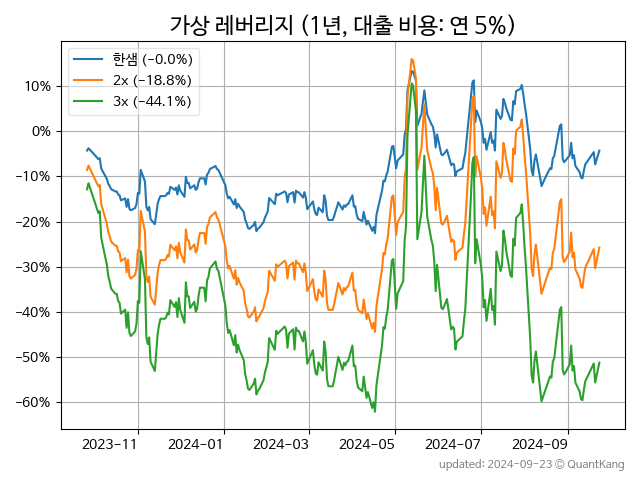 가상 레버리지 (1년, 대출 비용: 연 5%)
한샘 (-0.0%)
2x (-18.8%)
3x (-44.1%)
10%
0%
−10%
−20%
−30%
−40%
−50%
−60%
2023-11
2024-01
2024-03
2024-05
2024-07
2024-09
updated: 2024-09-23 © QuantKang